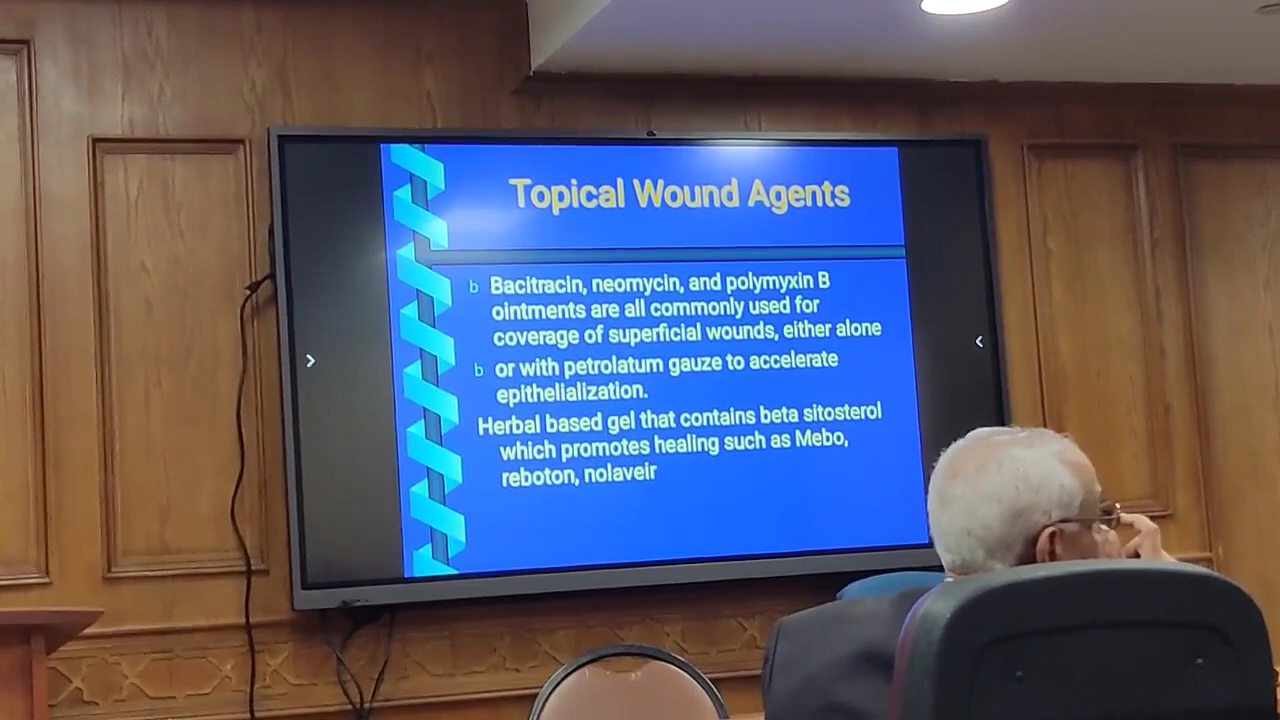 Topical Wound Agents
b Bacitracin, neomycin, and polymyxin B
ointments are all commonly used for
coverage of superficial wounds, either alone
b or with petrolatum gauze to accelerate
epithelialization.
Herbal based gel that contains beta sitosterol
which promotes healing such as Mebo,
reboton, nolaveir